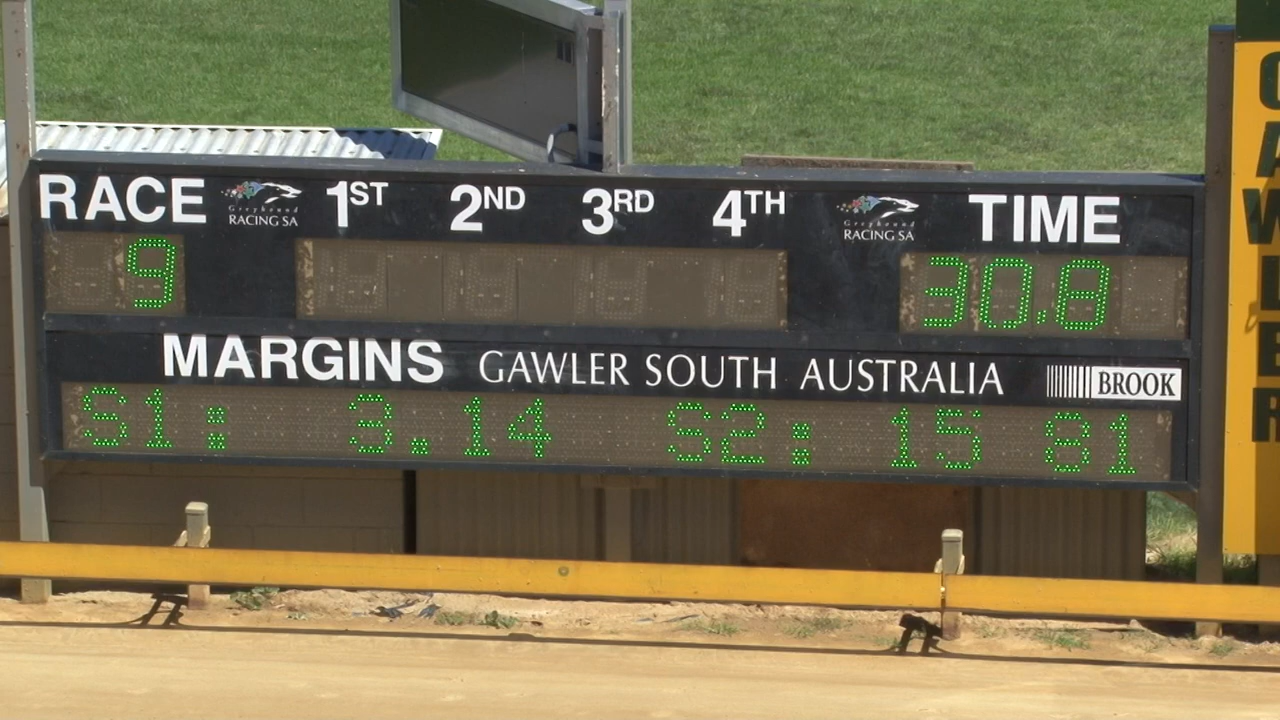 RACE Greyhound RACING SA 1ST 2ND 3RD 4TH Greyhound RACING SA TIME
9 30.8
MARGINS GAWLER SOUTH AUSTRALIA BROOK
S1: 3.14 S2: 15 81
GAWLER